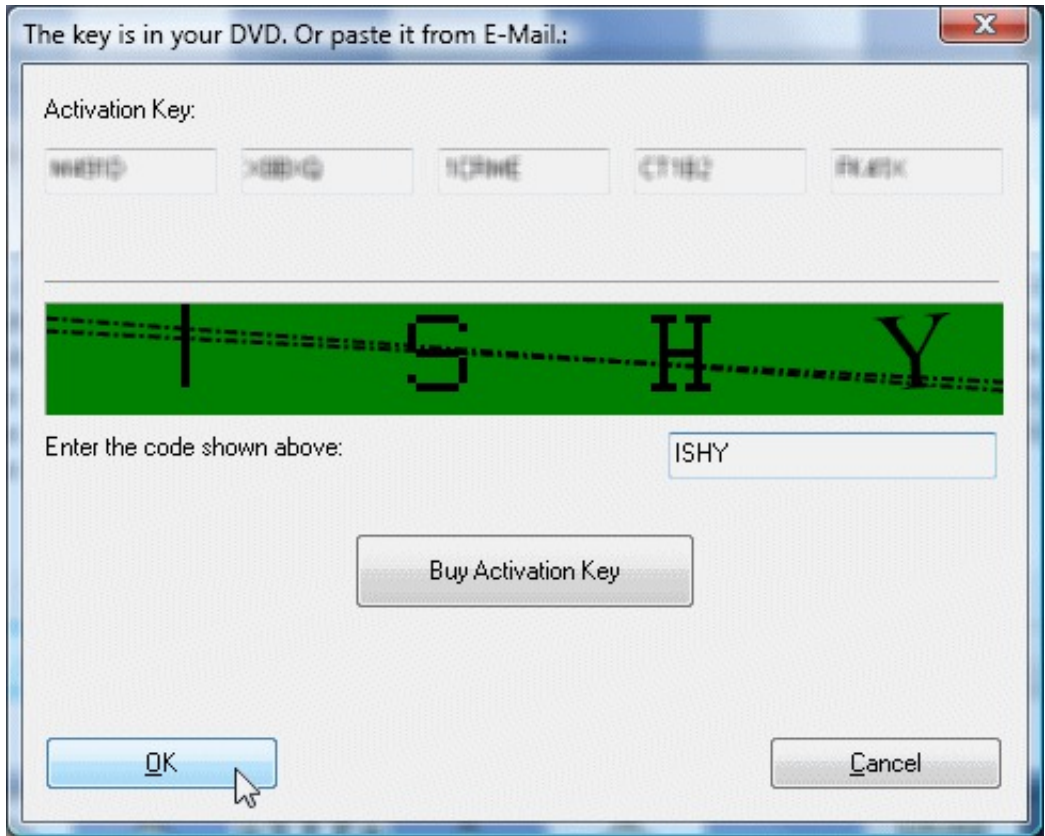 The key is in your DVD. Or paste it from E-Mail.:
Activation Key:
I S H Y
Enter the code shown above:
ISHY
Buy Activation Key
OK
Cancel